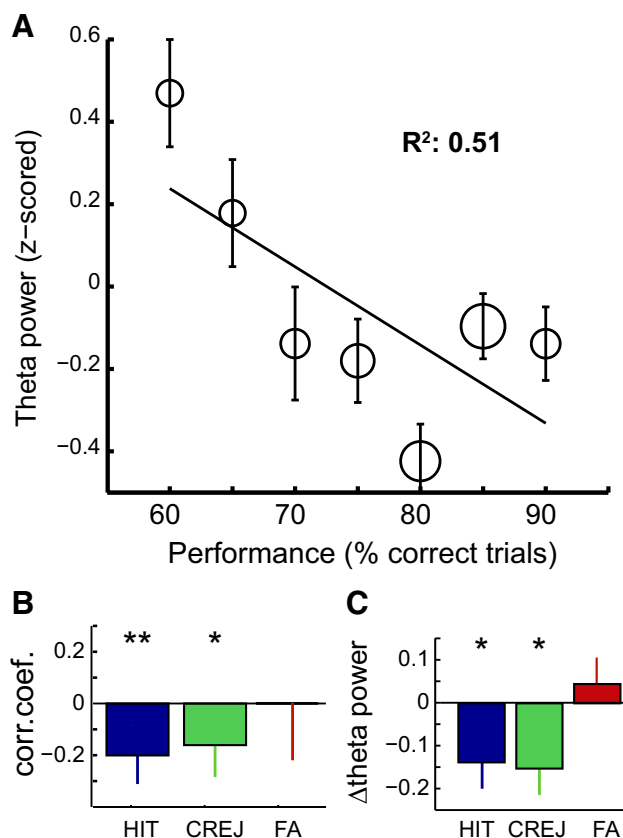 A
Theta power (z-scored)
0.6
0.4
0.2
0
−0.2
−0.4
R²: 0.51
60 70 80 90
Performance (% correct trials)
B
corr.coef.
0.2
0
−0.2
** *
HIT CREJ FA
C
Δtheta power
0.1
0
−0.1
−0.2
* *
HIT CREJ FA